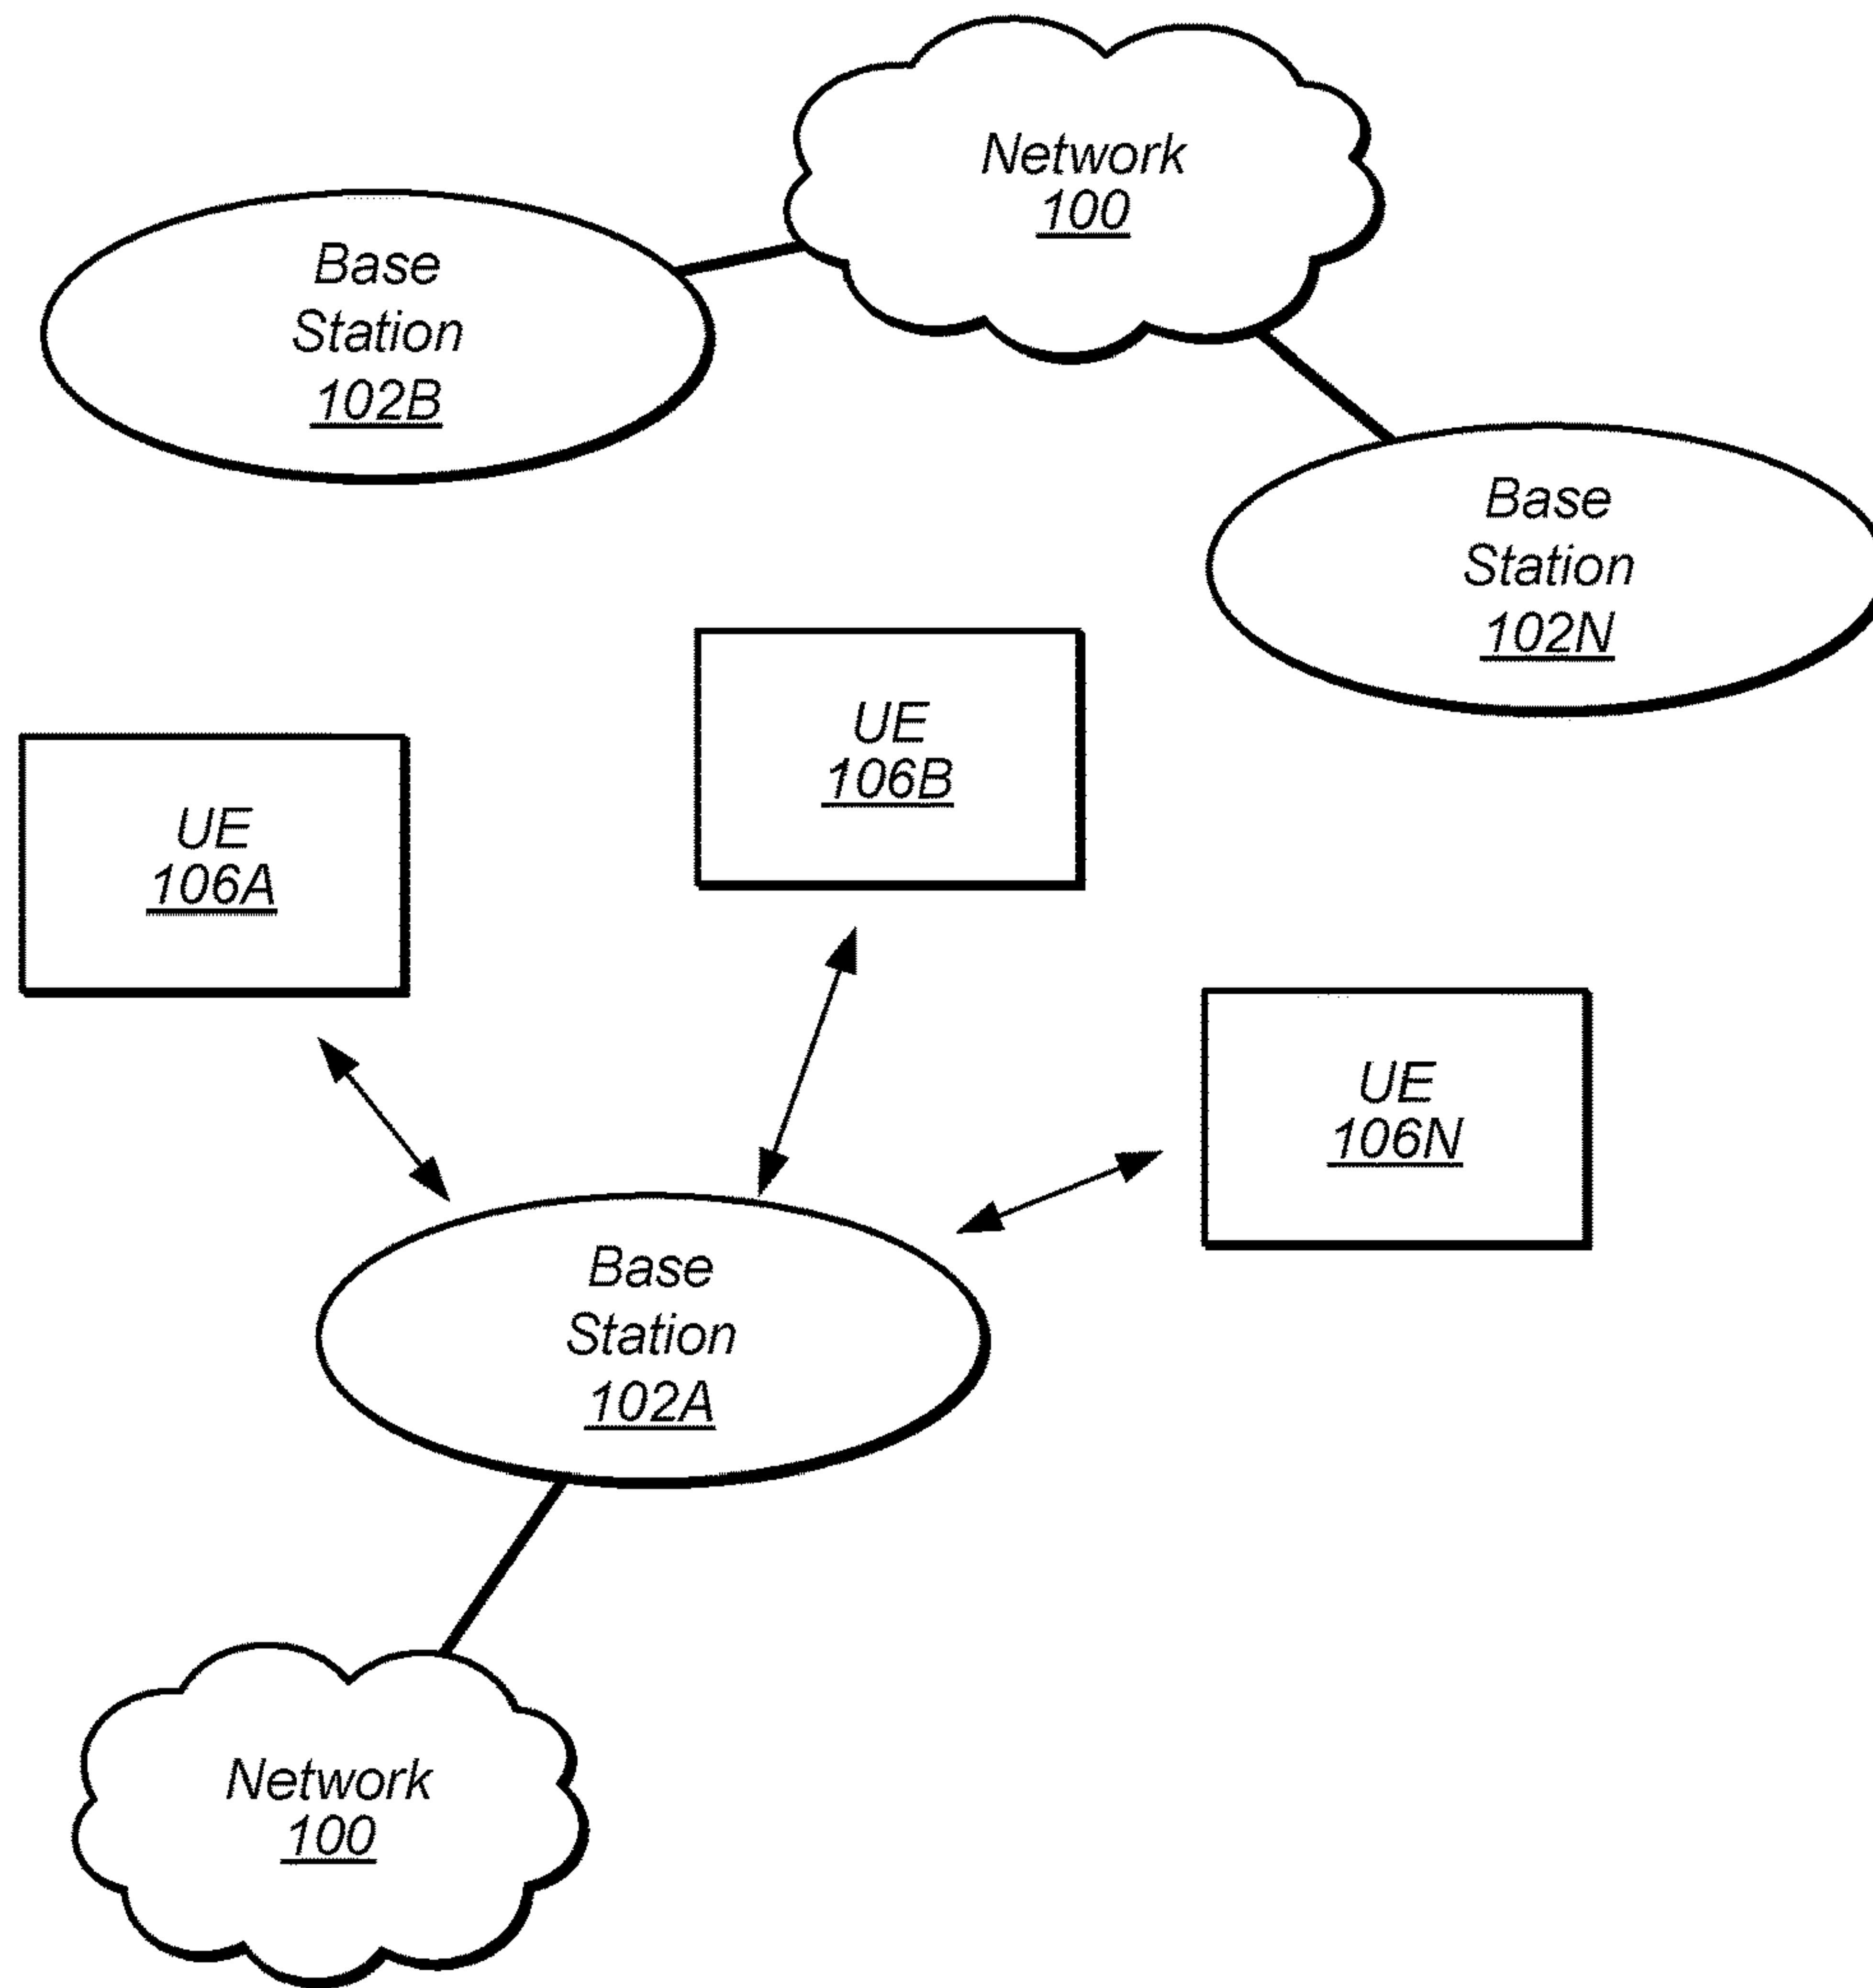 Network
100
Base
Station
102B
Base
Station
102N
UE
106B
UE
106A
UE
106N
Base
Station
102A
Network
100